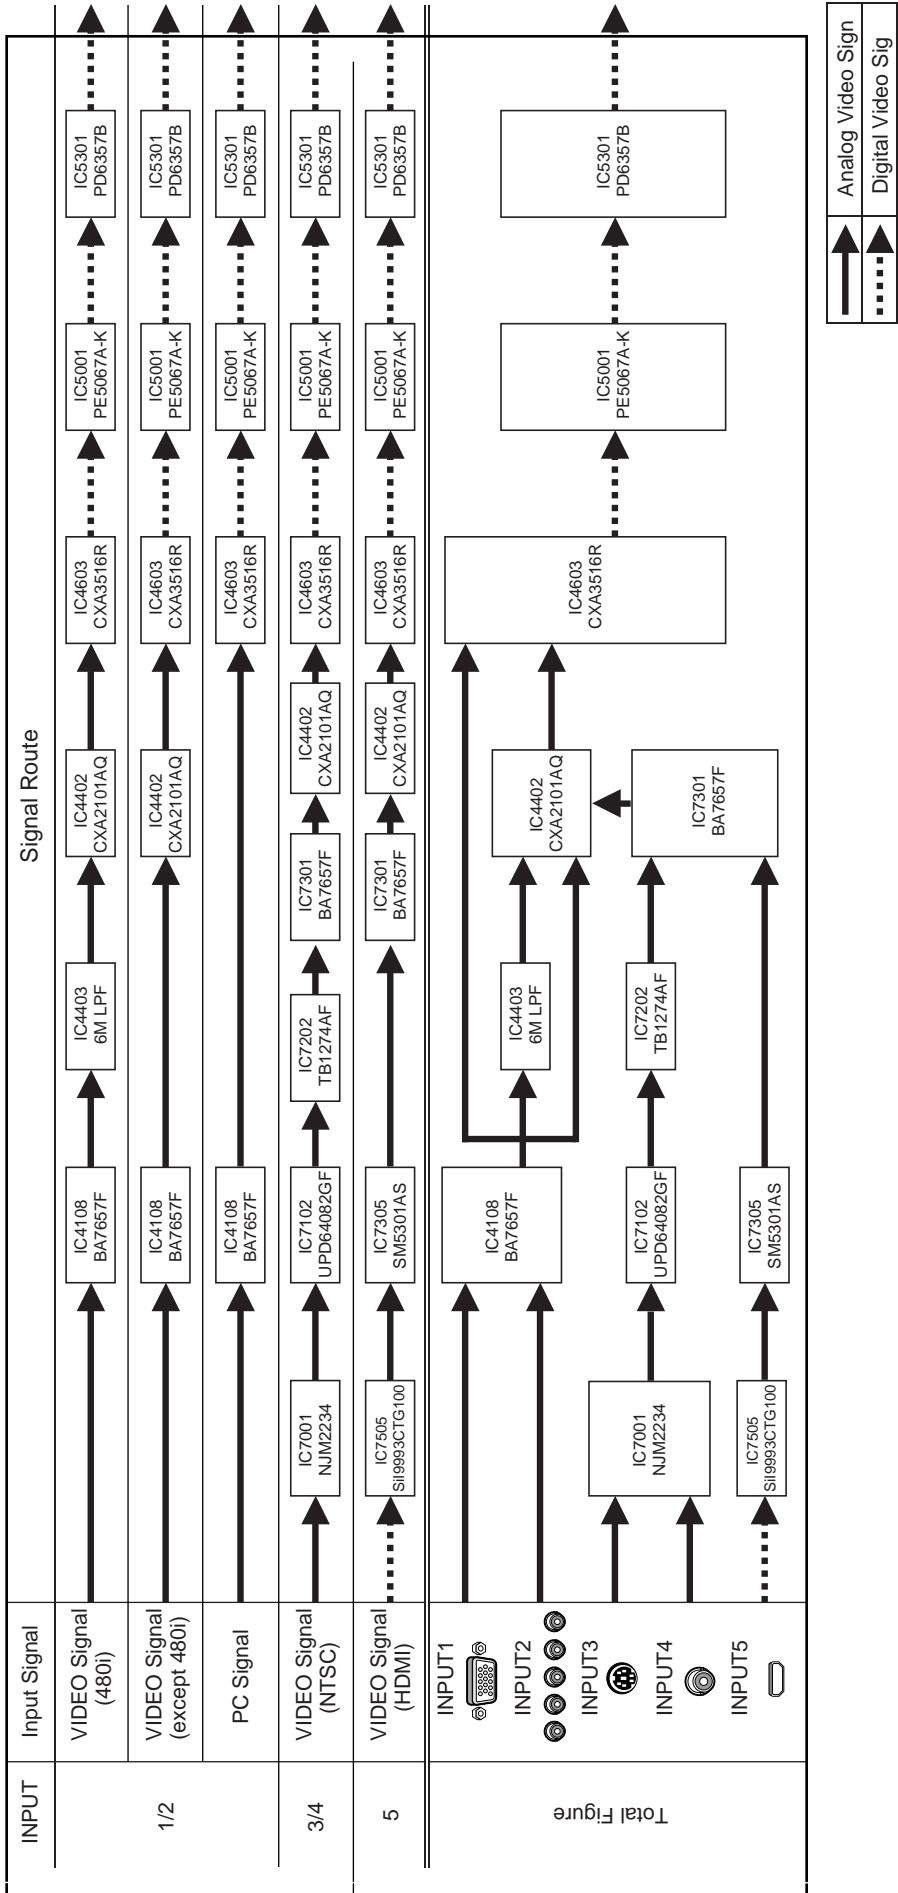 INPUT
Input Signal
Signal Route
1/2
VIDEO Signal
(480i)
IC4108
BA7657F
IC4403
6M LPF
IC4402
CXA2101AQ
IC4603
CXA3516R
IC5001
PE5067A-K
IC5301
PD6357B
VIDEO Signal
(except 480i)
IC4108
BA7657F
IC4402
CXA2101AQ
IC4603
CXA3516R
IC5001
PE5067A-K
IC5301
PD6357B
PC Signal
IC4108
BA7657F
IC4603
CXA3516R
IC5001
PE5067A-K
IC5301
PD6357B
3/4
VIDEO Signal
(NTSC)
IC7001
NJM2234
IC7102
UPD64082GF
IC7202
TB1274AF
IC7301
BA7657F
IC4402
CXA2101AQ
IC4603
CXA3516R
IC5001
PE5067A-K
IC5301
PD6357B
5
VIDEO Signal
(HDMI)
IC7505
SiI9993CTG100
IC7305
SM5301AS
IC7301
BA7657F
IC4402
CXA2101AQ
IC4603
CXA3516R
IC5001
PE5067A-K
IC5301
PD6357B
Total Figure
INPUT1
INPUT2
INPUT3
INPUT4
INPUT5
IC4108
BA7657F
IC4403
6M LPF
IC4402
CXA2101AQ
IC4603
CXA3516R
IC5001
PE5067A-K
IC5301
PD6357B
IC7001
NJM2234
IC7102
UPD64082GF
IC7202
TB1274AF
IC7301
BA7657F
IC7505
SiI9993CTG100
IC7305
SM5301AS
Analog Video Sign
Digital Video Sig